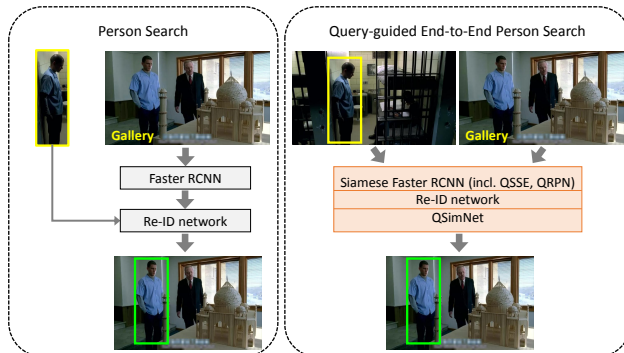 Person Search
Gallery
Faster RCNN
Re-ID network
Query-guided End-to-End Person Search
Gallery
Siamese Faster RCNN (incl. QSSE, QRPN)
Re-ID network
QSimNet